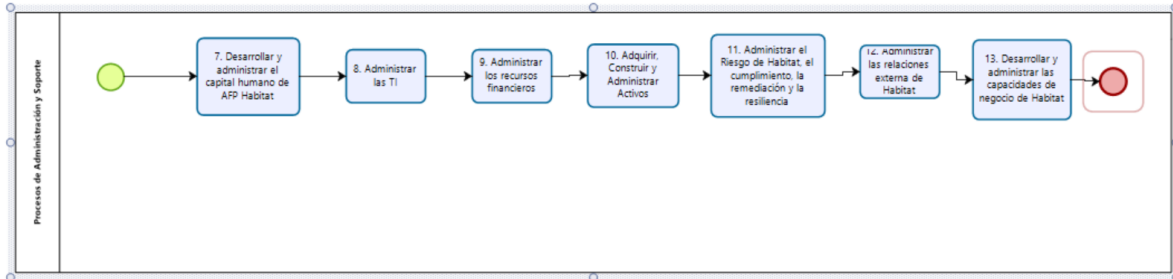 Procesos de Administración y Soporte
7. Desarrollar y
administrar el
capital humano de
AFP Habitat
8. Administrar
las TI
9. Administrar
los recursos
financieros
10. Adquirir,
Construir y
Administrar
Activos
11. Administrar el
Riesgo de Habitat, el
cumplimiento, la
remediación y la
resiliencia
12. Administrar
las relaciones
externa de
Habitat
13. Desarrollar y
administrar las
capacidades de
negocio de Habitat